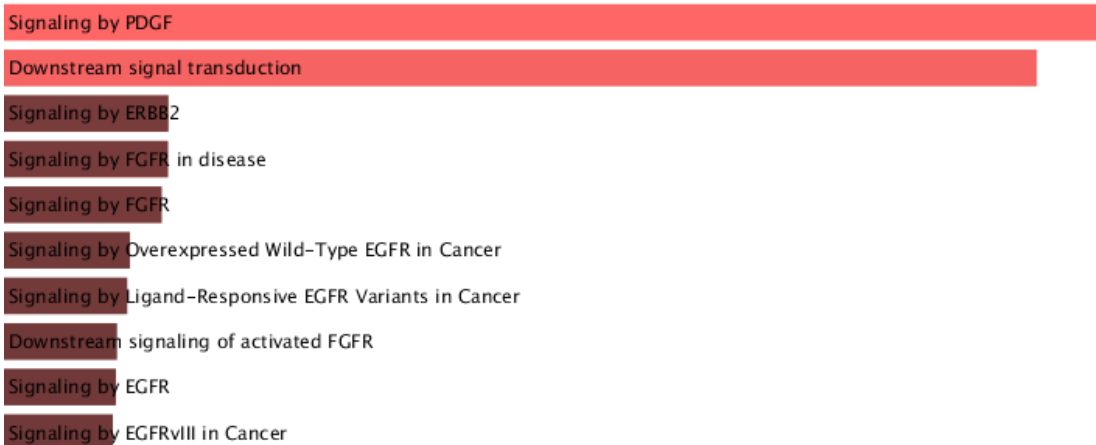 Signaling by PDGF
Downstream signal transduction
Signaling by ERBB2
Signaling by FGFR in disease
Signaling by FGFR
Signaling by Overexpressed Wild-Type EGFR in Cancer
Signaling by Ligand-Responsive EGFR Variants in Cancer
Downstream signaling of activated FGFR
Signaling by EGFR
Signaling by EGFRvIII in Cancer